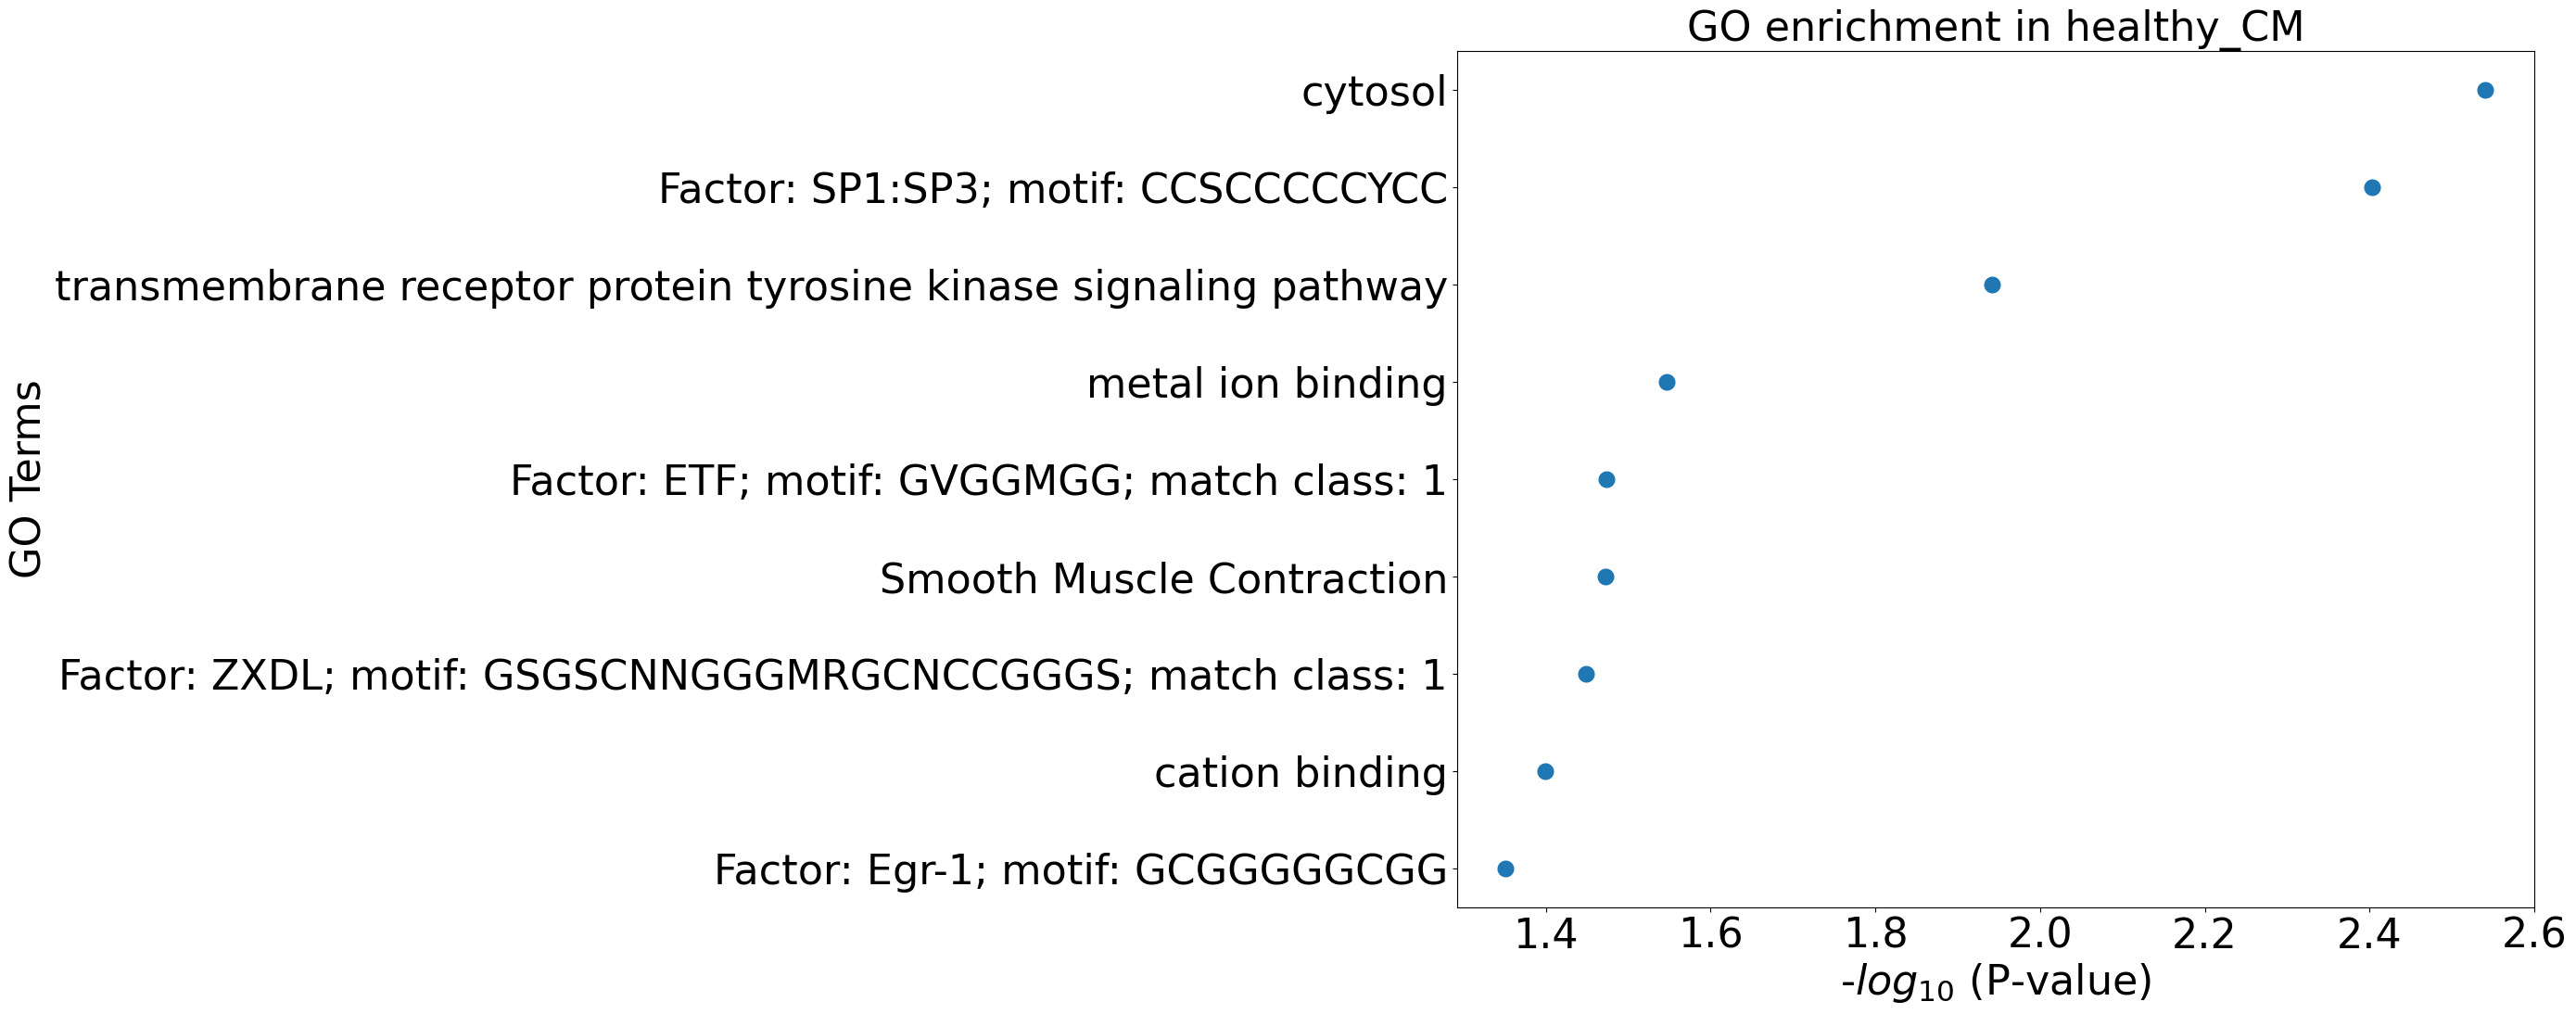 GO enrichment in healthy_CM
GO Terms
cytosol
Factor: SP1:SP3; motif: CCSCCCCCYCC
transmembrane receptor protein tyrosine kinase signaling pathway
metal ion binding
Factor: ETF; motif: GVGGMGG; match class: 1
Smooth Muscle Contraction
Factor: ZXDL; motif: GSGSCNNGGGMRGCNCCGGGS; match class: 1
cation binding
Factor: Egr-1; motif: GCGGGGGCGG
1.4 1.6 1.8 2.0 2.2 2.4 2.6
-log₁₀ (P-value)